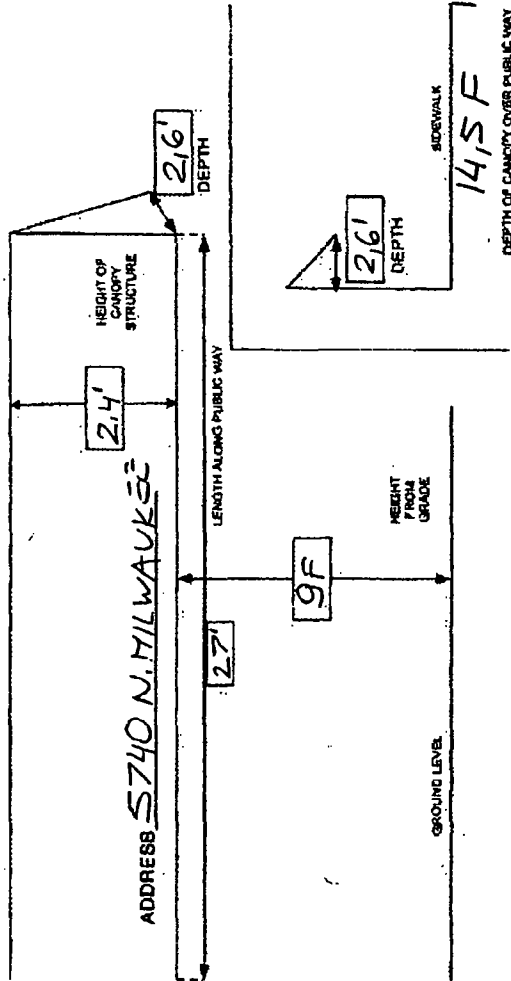 ADDRESS 5740 N. MILWAUKEE
2,4'
HEIGHT OF
CANOPY
STRUCTURE
2,6'
DEPTH
LENGTH ALONG PUBLIC WAY
27'
9F
HEIGHT
FROM
GRADE
GROUND LEVEL
2,6'
DEPTH
SIDEWALK
14,5 F
DEPTH OF CANOPY OVER PUBLIC WAY